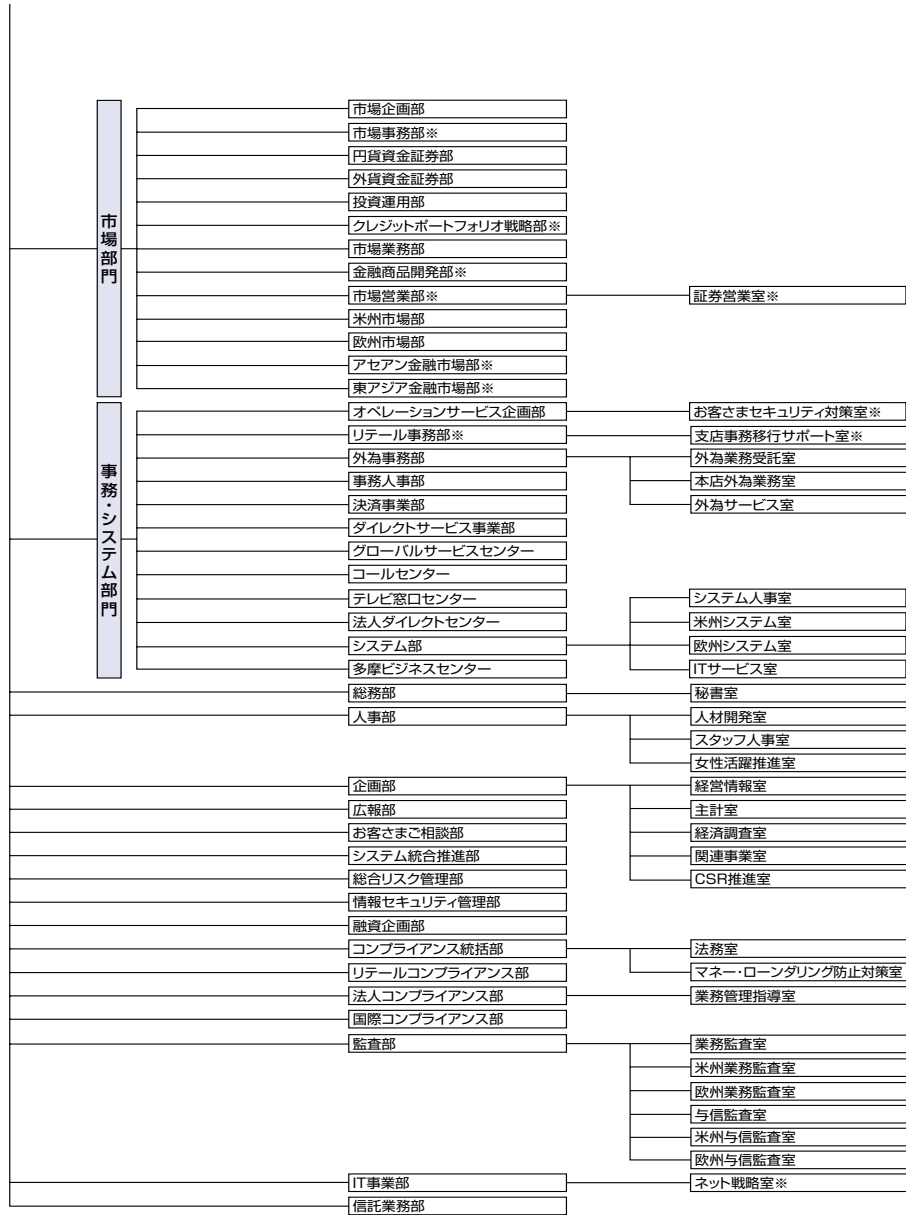 市場部門
市場企画部
市場事務部※
円貨資金証券部
外貨資金証券部
投資運用部
クレジットポートフォリオ戦略部※
市場業務部
金融商品開発部※
市場営業部※
証券営業室※
米州市場部
欧州市場部
アセアン金融市場部※
東アジア金融市場部※
事務・システム部門
オペレーションサービス企画部
お客さまセキュリティ対策室※
リテール事務部※
支店事務移行サポート室※
外為事務部
外為業務受託室
事務人事部
本店外為業務室
決済事業部
外為サービス室
ダイレクトサービス事業部
グローバルサービスセンター
コールセンター
テレビ窓口センター
システム人事室
法人ダイレクトセンター
米州システム室
システム部
欧州システム室
多摩ビジネスセンター
ITサービス室
総務部
秘書室
人事部
人材開発室
スタッフ人事室
女性活躍推進室
企画部
経営情報室
広報部
主計室
お客さまご相談部
経済調査室
システム統合推進部
関連事業室
総合リスク管理部
CSR推進室
情報セキュリティ管理部
融資企画部
コンプライアンス統括部
法務室
リテールコンプライアンス部
マネー・ローンダリング防止対策室
法人コンプライアンス部
業務管理指導室
国際コンプライアンス部
監査部
業務監査室
米州業務監査室
欧州業務監査室
与信監査室
米州与信監査室
欧州与信監査室
IT事業部
ネット戦略室※
信託業務部